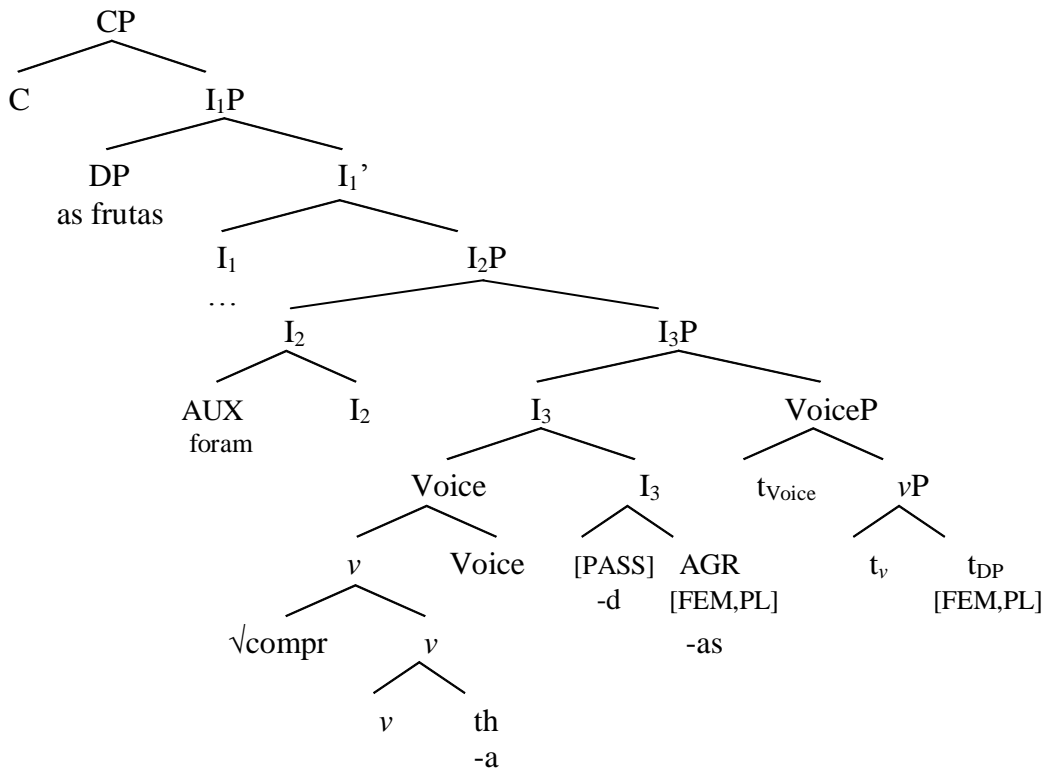 CP
C I₁P
DP I₁’
as frutas
I₁ I₂P
…
I₂ I₃P
AUX I₂ I₃ VoiceP
foram
Voice I₃ t_Voice vP
v Voice [PASS] AGR t_v t_DP
-d [FEM,PL] [FEM,PL]
√compr v -as
v th
-a